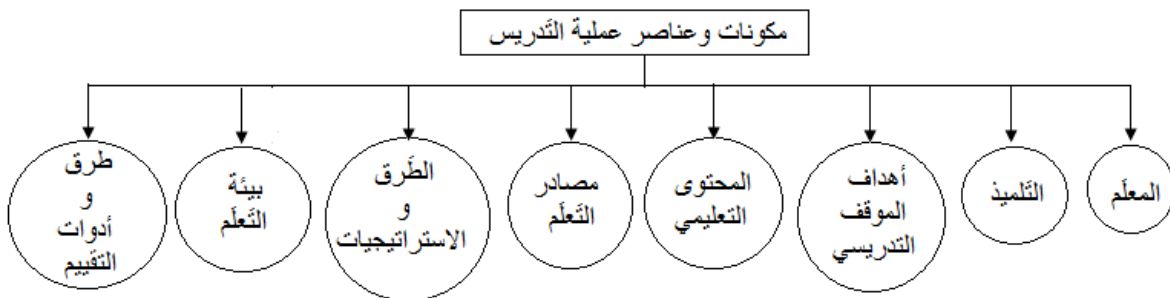 مكونات وعناصر عملية التَدريس
المعلَم
التَلميذ
أهداف
الموقف
التدريسي
المحتوى
التعليمي
مصادر
التَعلَم
الطَرق
و
الاستراتيجيات
بيئة
التَعلَم
طرق
و
أدوات
التقييم